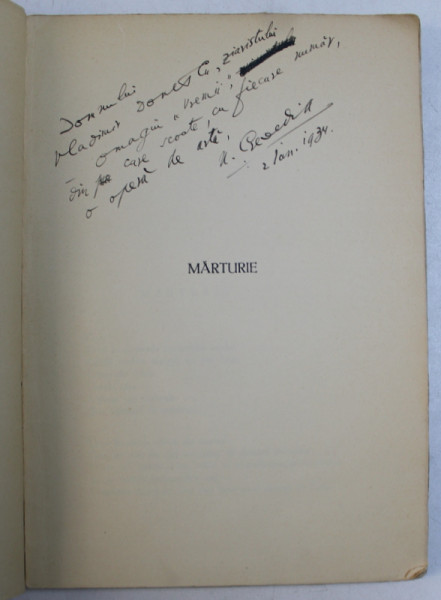 Domnului
Vladimir Donescu, ziaristului
omagiu "Vremii",
din care scoate, cu fiecare număr,
o operă de artă,
2 Ian. 1934.
MĂRTURIE